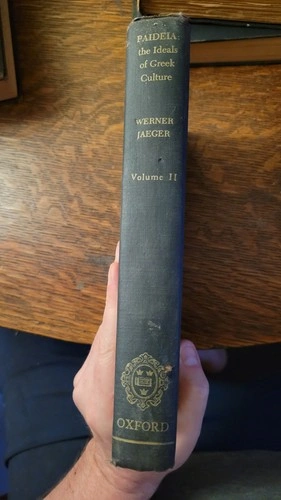 PAIDEIA
the Ideals
of Greek
Culture
WERNER
JAEGER
Volume II
OXFORD